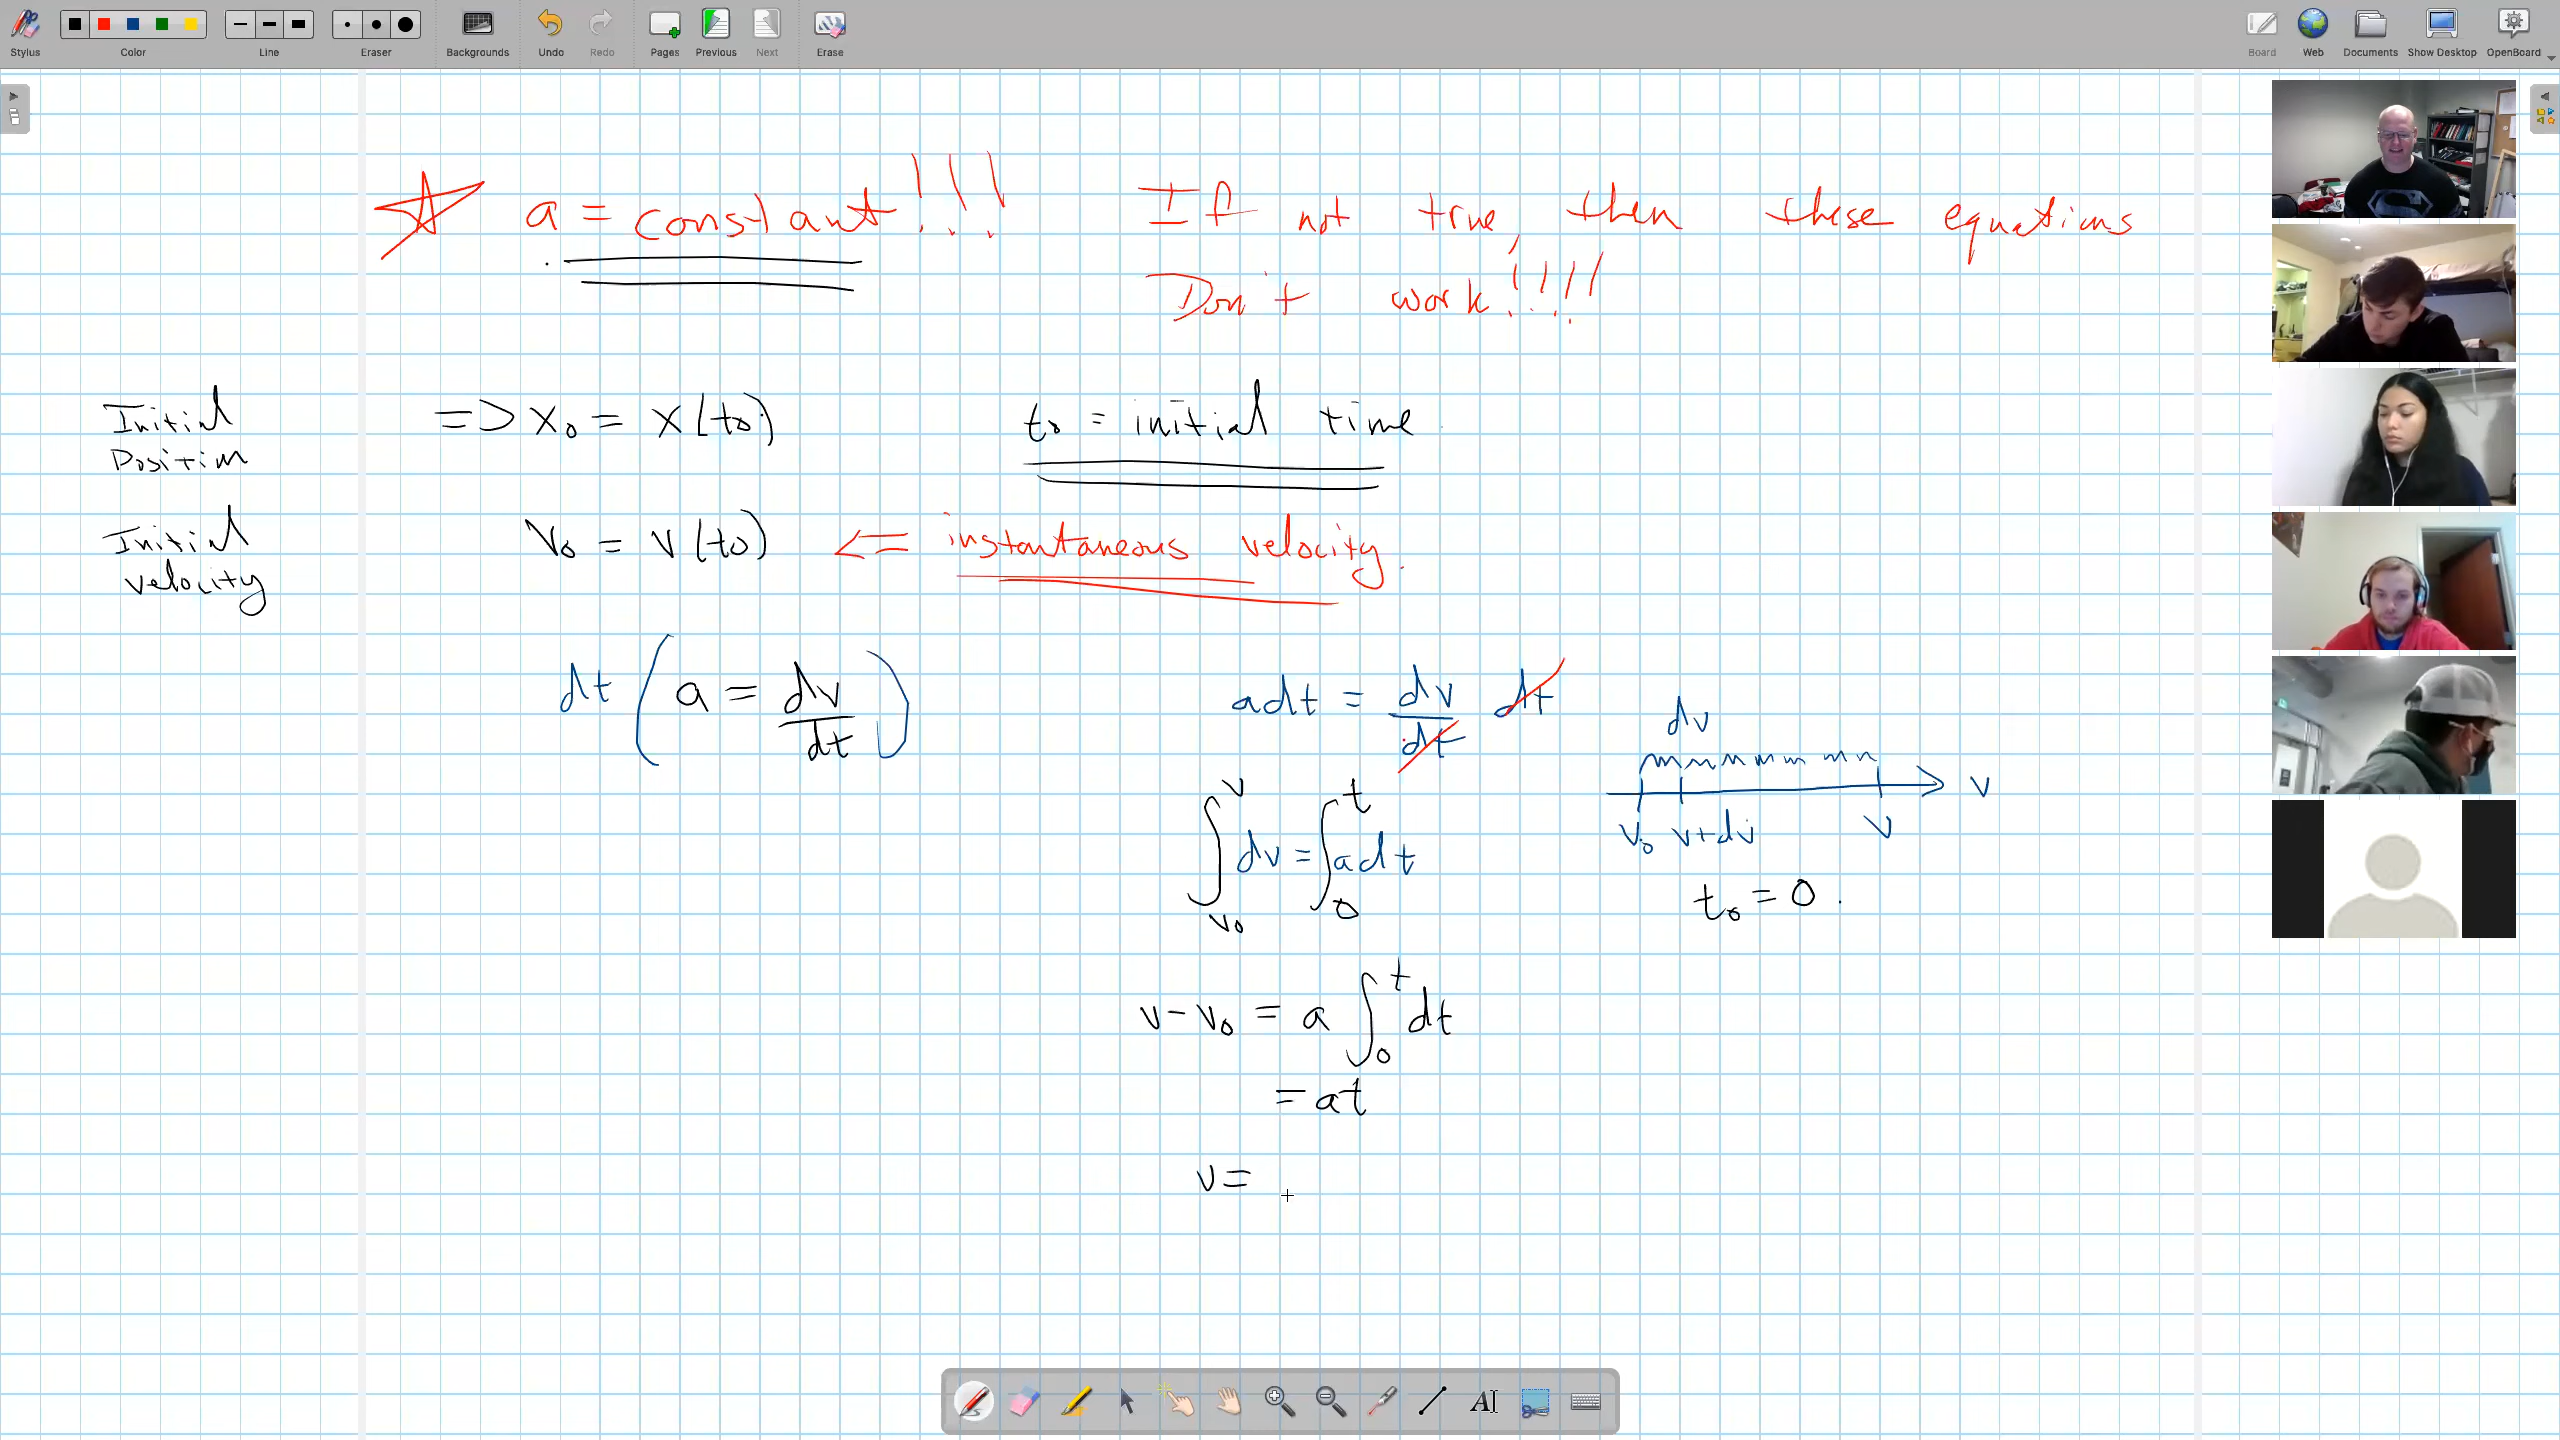 Stylus Color Line Eraser Backgrounds Undo Redo Pages Previous Next Erase Board Web Documents Show Desktop OpenBoard
a = constant!!! If not true, then these equations
Don't work!!!!
Initial Position => x₀ = x(t₀) t₀ = initial time
Initial velocity v₀ = v(t₀) <= instantaneous velocity.
dt ( a = dv/dt ) adt = dv/dt dt
dv
v
v₀ v+dv v
∫ᵥ₀ᵛ dv = ∫₀ᵗ adt
t₀ = 0.
v - v₀ = a ∫₀ᵗ dt
= at
v =
AI